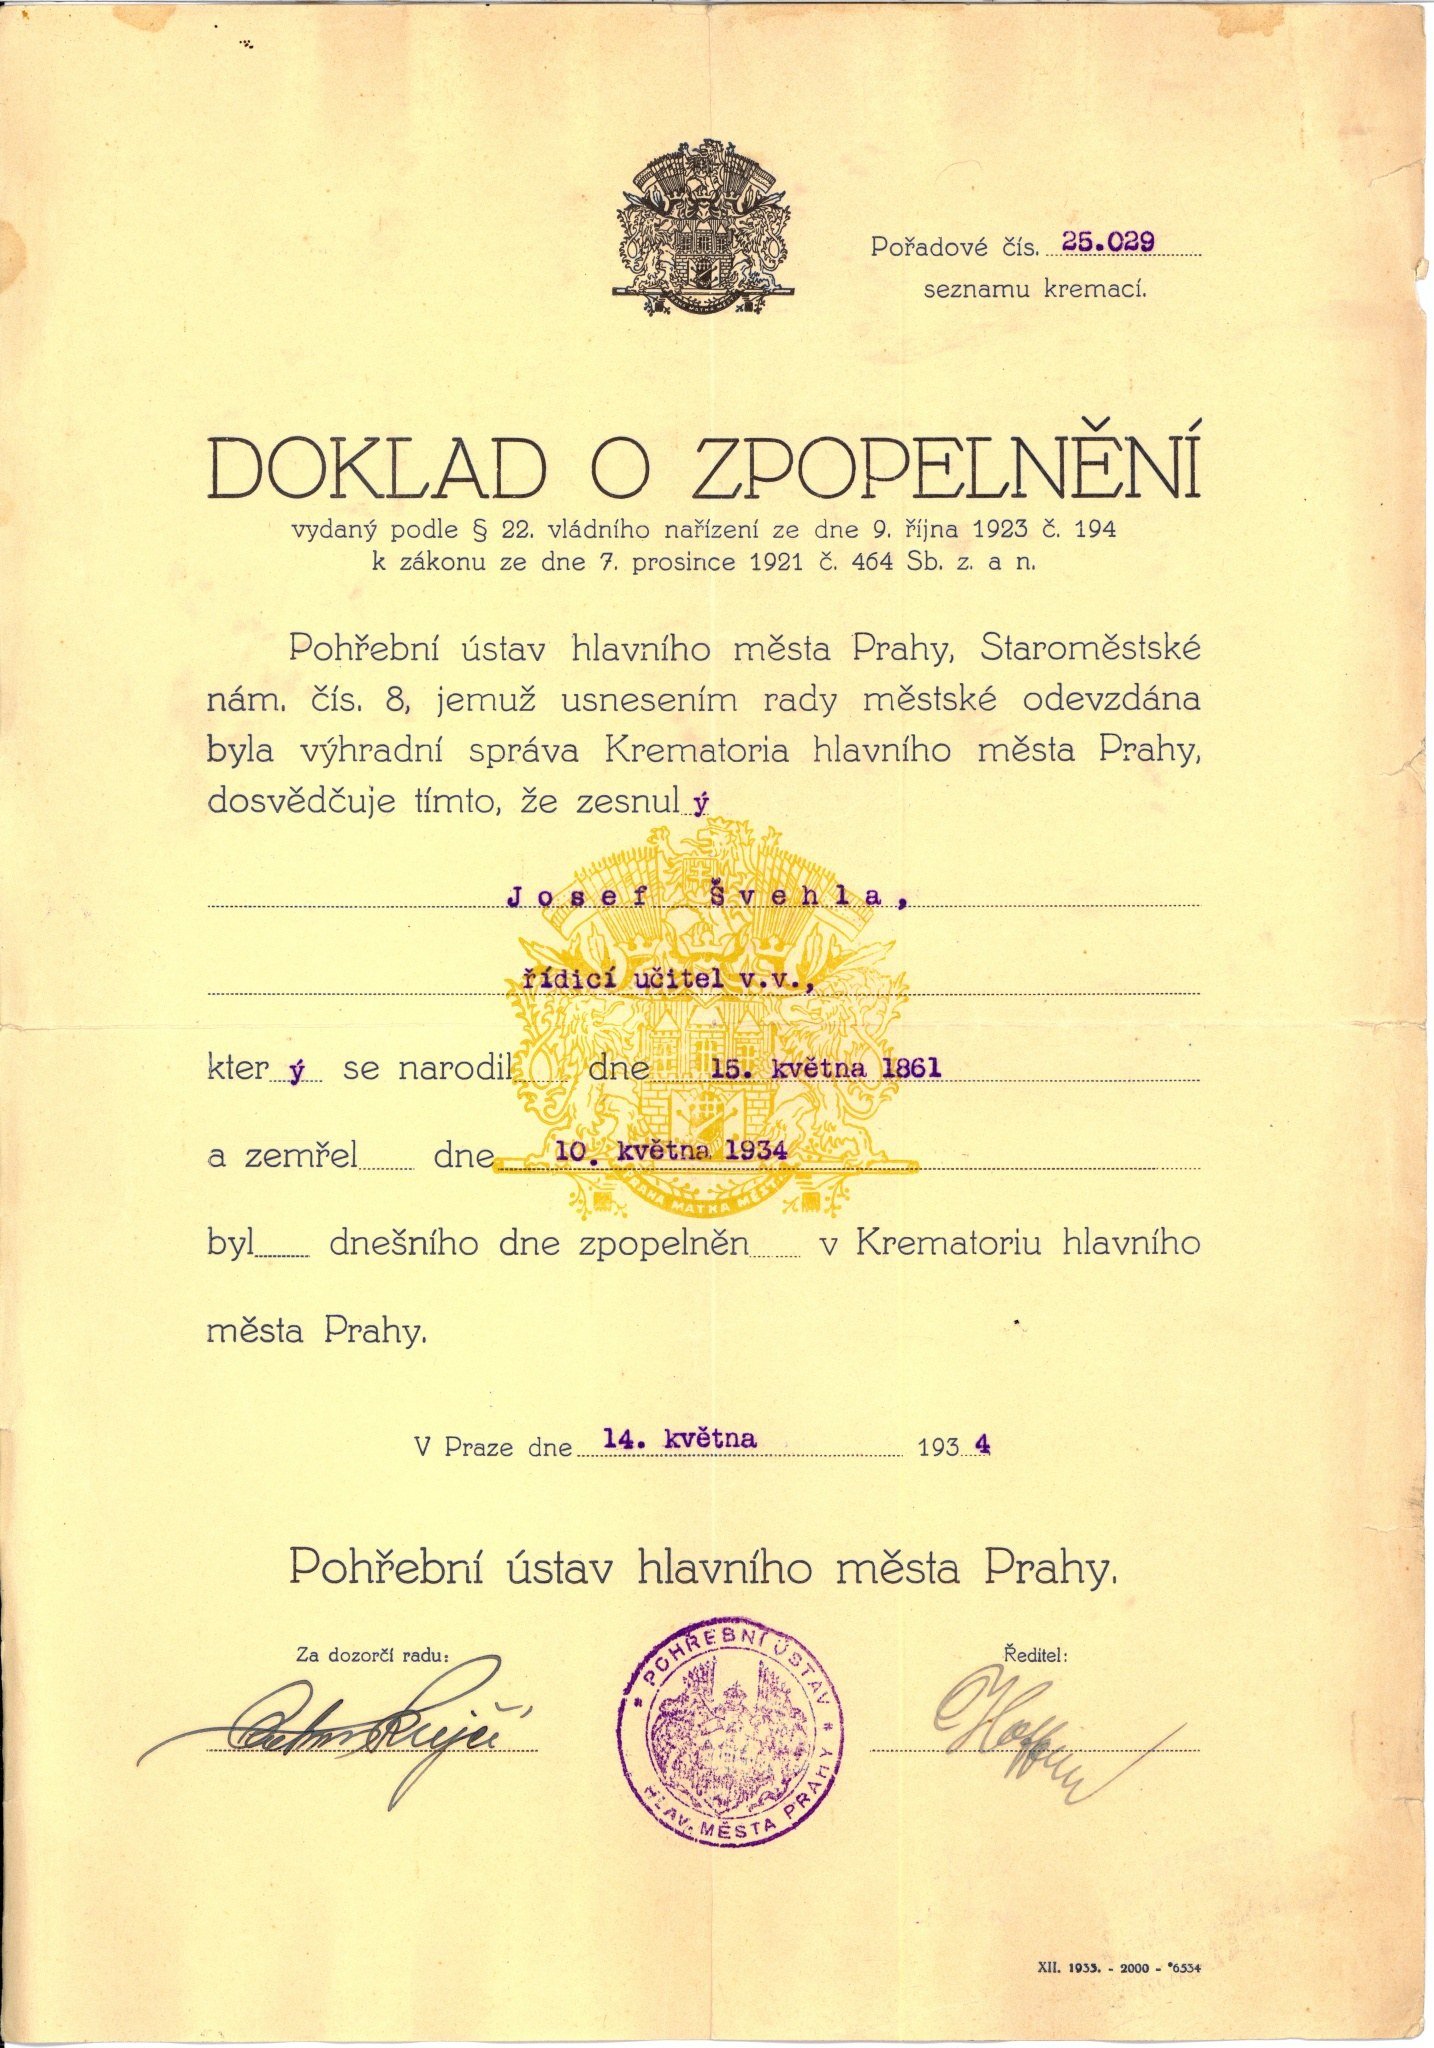 Pořadové čís. 25.029
seznamu kremací.
DOKLAD O ZPOPELNĚNÍ
vydaný podle § 22. vládního nařízení ze dne 9. října 1923 č. 194
k zákonu ze dne 7. prosince 1921 č. 464 Sb. z. a n.
Pohřební ústav hlavního města Prahy, Staroměstské
nám. čís. 8, jemuž usnesením rady městské odevzdána
byla výhradní správa Krematoria hlavního města Prahy,
dosvědčuje tímto, že zesnul ý
Josef Švehla,
řídicí učitel v.v.,
kter ý se narodil dne 15. května 1861
a zemřel dne 10. května 1934
PRAHA MATKA MĚST
byl dnešního dne zpopelněn v Krematoriu hlavního
města Prahy.
V Praze dne 14. května 193 4
Pohřební ústav hlavního města Prahy.
Za dozorčí radu:
Ředitel:
* POHŘEBNÍ ÚSTAV *
HLAV. MĚSTA PRAHY
XII. 1933. - 2000 - *6534